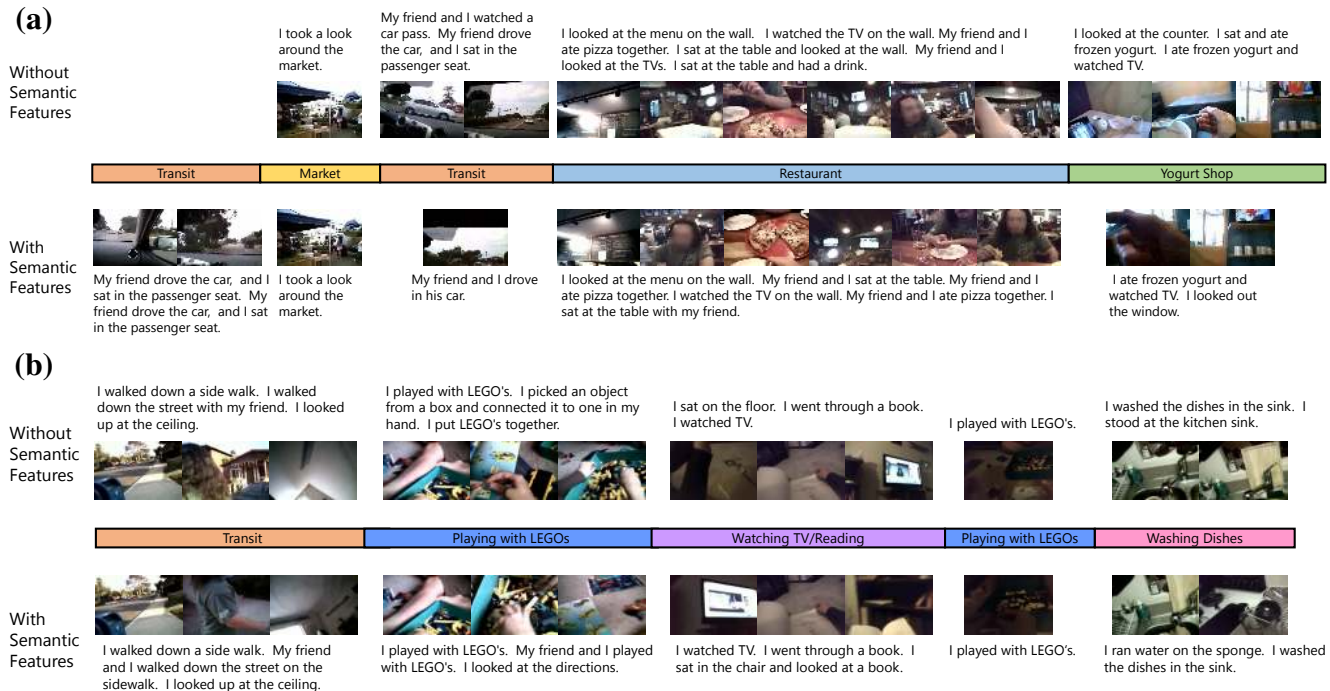 (a)
I took a look
around the
market.
My friend and I watched a
car pass. My friend drove
the car, and I sat in the
passenger seat.
I looked at the menu on the wall. I watched the TV on the wall. My friend and I
ate pizza together. I sat at the table and looked at the wall. My friend and I
looked at the TVs. I sat at the table and had a drink.
I looked at the counter. I sat and ate
frozen yogurt. I ate frozen yogurt and
watched TV.
Without
Semantic
Features
Transit
Market
Transit
Restaurant
Yogurt Shop
With
Semantic
Features
My friend drove the car, and I
sat in the passenger seat. My
friend drove the car, and I sat
in the passenger seat.
I took a look
around the
market.
My friend and I drove
in his car.
I looked at the menu on the wall. My friend and I sat at the table. My friend and I
ate pizza together. I watched the TV on the wall. My friend and I ate pizza together. I
sat at the table with my friend.
I ate frozen yogurt and
watched TV. I looked out
the window.
(b)
I walked down a side walk. I walked
down the street with my friend. I looked
up at the ceiling.
I played with LEGO's. I picked an object
from a box and connected it to one in my
hand. I put LEGO's together.
I sat on the floor. I went through a book.
I watched TV.
I played with LEGO's.
I washed the dishes in the sink. I
stood at the kitchen sink.
Without
Semantic
Features
Transit
Playing with LEGOs
Watching TV/Reading
Playing with LEGOs
Washing Dishes
With
Semantic
Features
I walked down a side walk. My friend
and I walked down the street on the
sidewalk. I looked up at the ceiling.
I played with LEGO's. My friend and I played
with LEGO's. I looked at the directions.
I watched TV. I went through a book. I
sat in the chair and looked at a book.
I played with LEGO's.
I ran water on the sponge. I washed
the dishes in the sink.